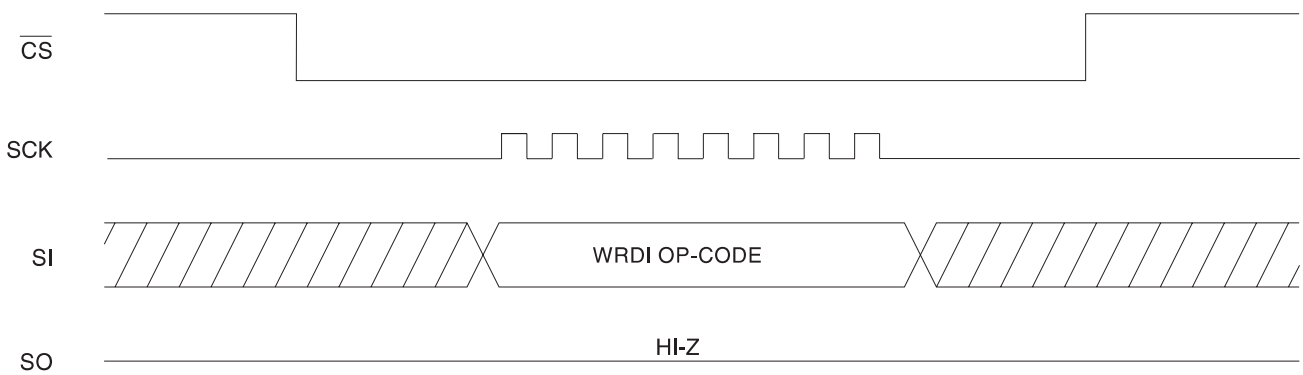 CS
SCK
SI
WRDI OP-CODE
HI-Z
SO